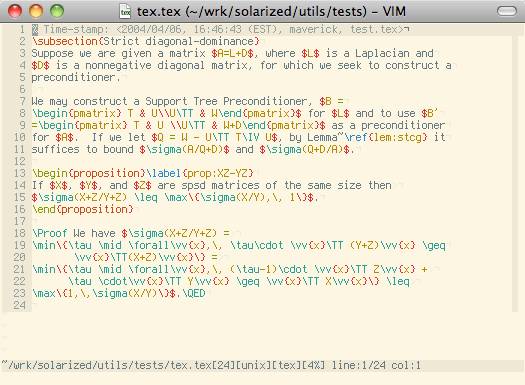 tex.tex (~/wrk/solarized/utils/tests) - VIM
1 % Time-stamp: <2004/04/06, 16:46:43 (EST), maverick, test.tex>¬
2 \subsection{Strict diagonal-dominance}¬
3 Suppose we are given a matrix $A=L+D$, where $L$ is a Laplacian and¬
4 $D$ is a nonnegative diagonal matrix, for which we seek to construct a¬
5 preconditioner.¬
6 ¬
7 We may construct a Support Tree Preconditioner, $B =¬
8 \begin{pmatrix} T & U\\U\TT & W\end{pmatrix}$ for $L$ and to use $B'¬
9 =\begin{pmatrix} T & U \\U\TT & W+D\end{pmatrix}$ as a preconditioner¬
10 for $A$.  If we let $Q = W - U\TT T\IV U$, by Lemma~\ref{lem:stcg} it¬
11 suffices to bound $\sigma(A/Q+D)$ and $\sigma(Q+D/A)$.¬
12 ¬
13 \begin{proposition}\label{prop:XZ-YZ}¬
14 If $X$, $Y$, and $Z$ are spsd matrices of the same size then¬
15 $\sigma(X+Z/Y+Z) \leq \max\{\sigma(X/Y),\, 1\}$.¬
16 \end{proposition}¬
17 ¬
18 \Proof We have $\sigma(X+Z/Y+Z) =¬
19 \min\{\tau \mid \forall\vv{x},\, \tau\cdot \vv{x}\TT (Y+Z)\vv{x} \geq¬
20 \vv{x}\TT(X+Z)\vv{x}\} =¬
21 \min\{\tau \mid \forall\vv{x},\, (\tau-1)\cdot \vv{x}\TT Z\vv{x} +¬
22 \tau \cdot\vv{x}\TT Y\vv{x} \geq \vv{x}\TT X\vv{x}\} \leq¬
23 \max\{1,\,\sigma(X/Y)\}$.\QED¬
24 ¬
~
~
~
~/wrk/solarized/utils/tests/tex.tex[24][unix][tex][4%] line:1/24 col:1